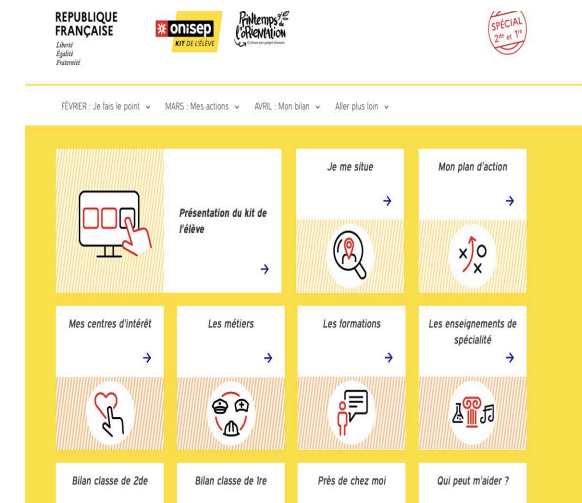 RÉPUBLIQUE
FRANÇAISE
Liberté
Égalité
Fraternité
onisep
KIT DE L'ÉLÈVE
Printemps de
l'ORIENTATION
SPÉCIAL
2de et 1re
FÉVRIER : Je fais le point
MARS : Mes actions
AVRIL : Mon bilan
Aller plus loin
Présentation du kit de
l'élève
Je me situe
Mon plan d'action
Mes centres d'intérêt
Les métiers
Les formations
Les enseignements de
spécialité
Bilan classe de 2de
Bilan classe de 1re
Près de chez moi
Qui peut m'aider ?